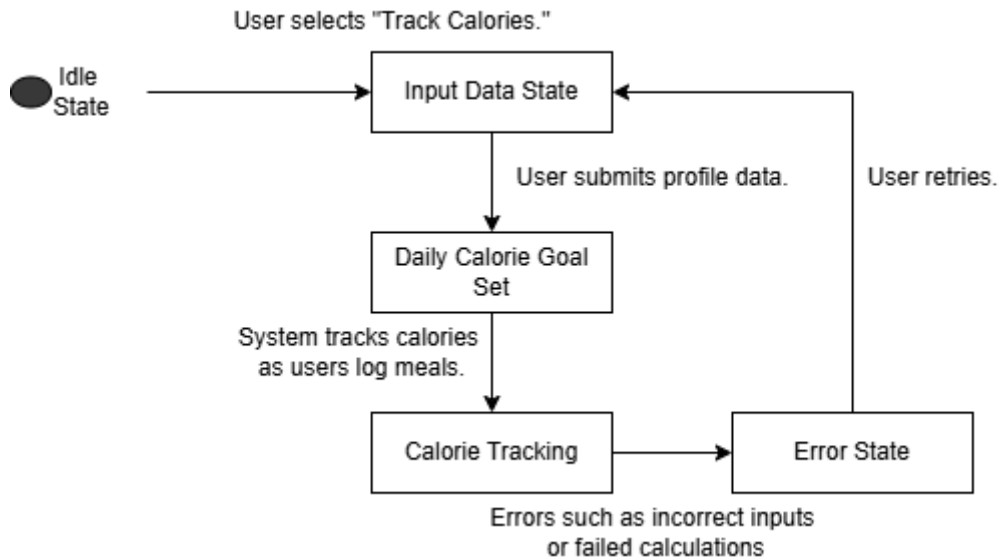 User selects "Track Calories."
Idle
State
Input Data State
User submits profile data.
User retries.
Daily Calorie Goal
Set
System tracks calories
as users log meals.
Calorie Tracking
Error State
Errors such as incorrect inputs
or failed calculations